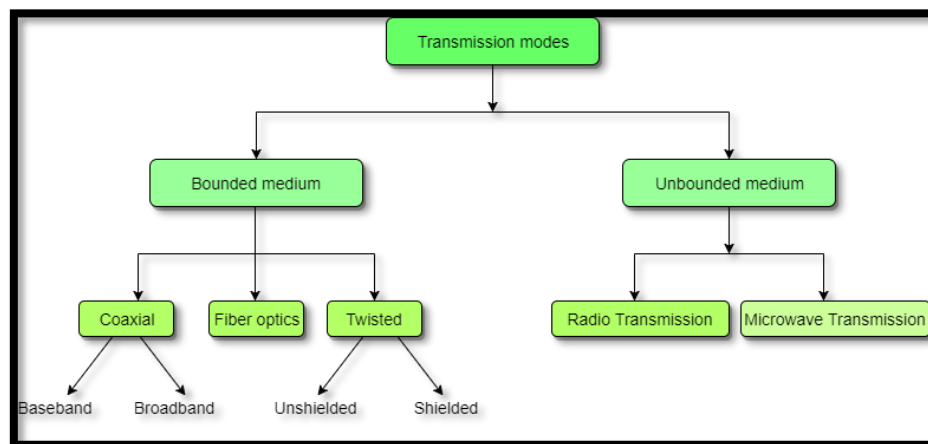 Transmission modes
Bounded medium
Unbounded medium
Coaxial
Fiber optics
Twisted
Radio Transmission
Microwave Transmission
Baseband
Broadband
Unshielded
Shielded